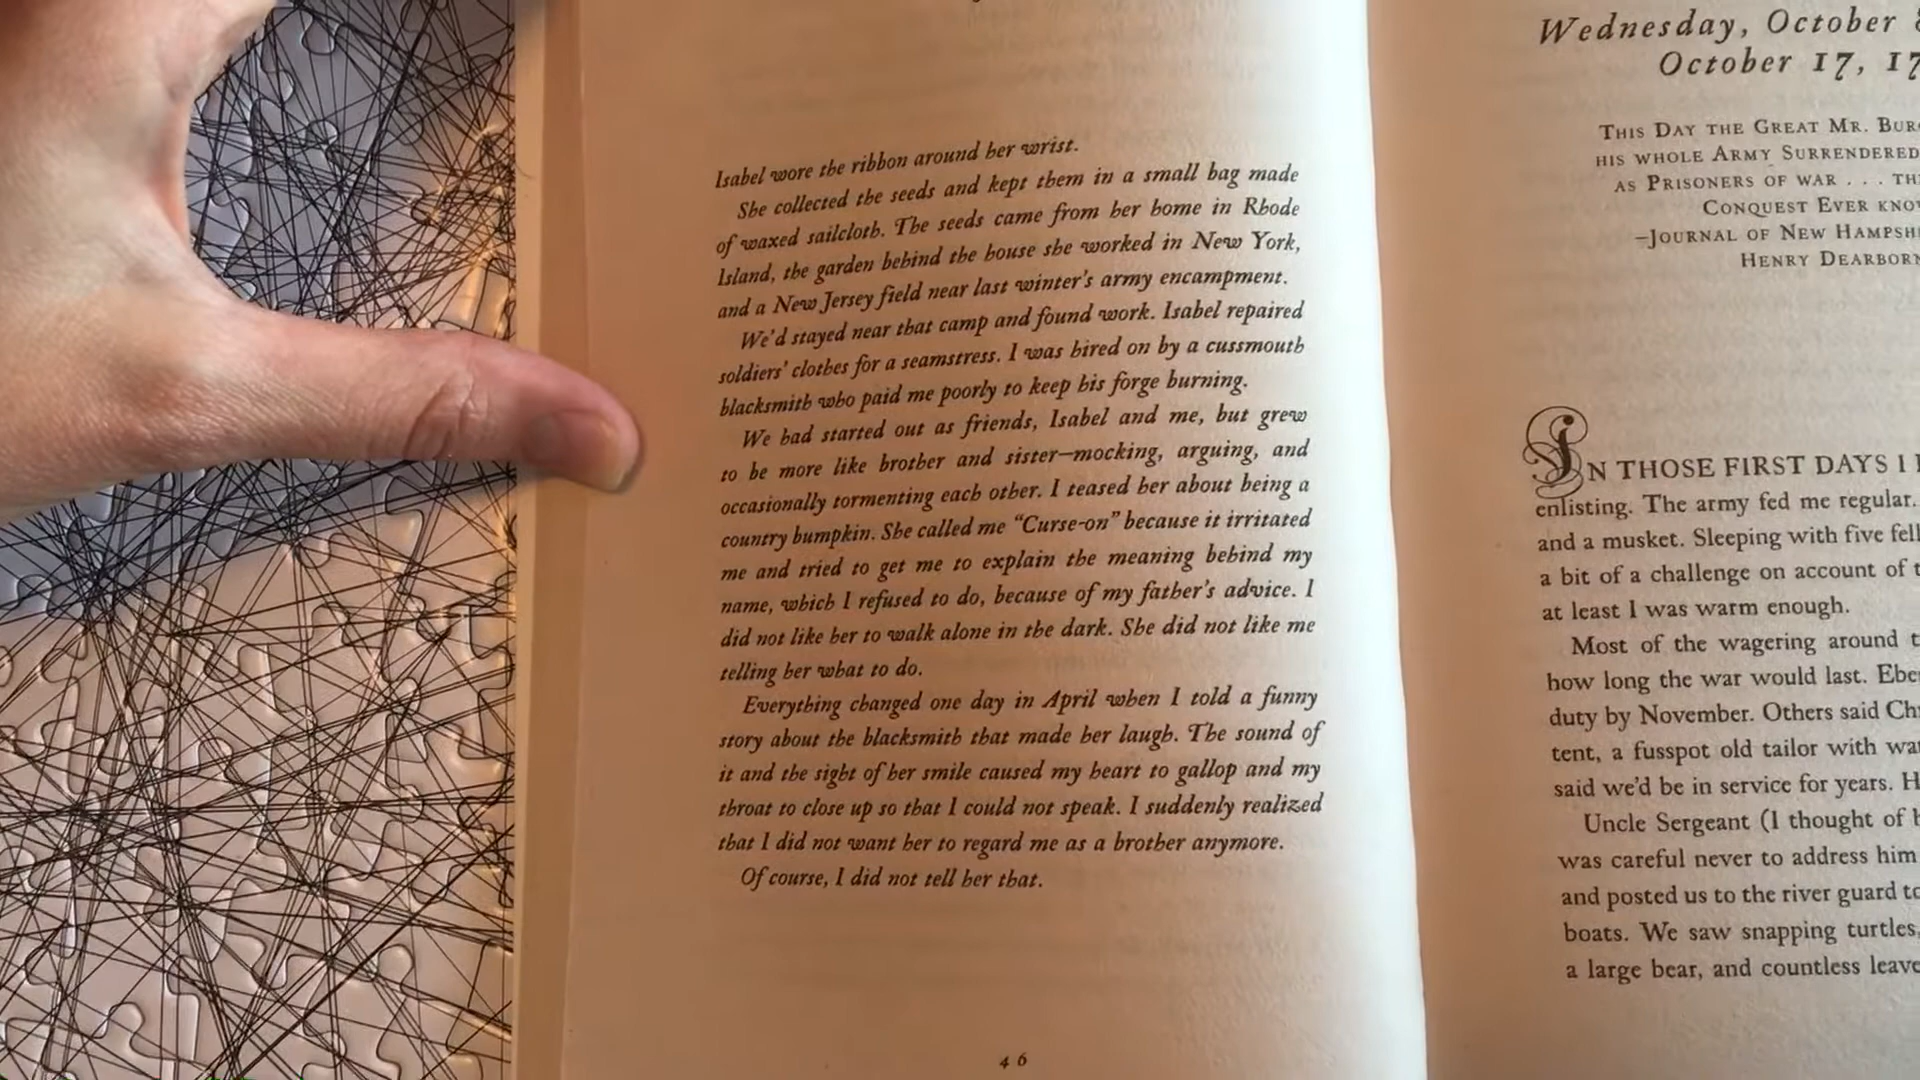 Isabel wore the ribbon around her wrist.
She collected the seeds and kept them in a small bag made
of waxed sailcloth. The seeds came from her home in Rhode
Island, the garden behind the house she worked in New York,
and a New Jersey field near last winter's army encampment.
We'd stayed near that camp and found work. Isabel repaired
soldiers' clothes for a seamstress. I was hired on by a cussmouth
blacksmith who paid me poorly to keep his forge burning.
We had started out as friends, Isabel and me, but grew
to be more like brother and sister—mocking, arguing, and
occasionally tormenting each other. I teased her about being a
country bumpkin. She called me "Curse-on" because it irritated
me and tried to get me to explain the meaning behind my
name, which I refused to do, because of my father's advice. I
did not like her to walk alone in the dark. She did not like me
telling her what to do.
Everything changed one day in April when I told a funny
story about the blacksmith that made her laugh. The sound of
it and the sight of her smile caused my heart to gallop and my
throat to close up so that I could not speak. I suddenly realized
that I did not want her to regard me as a brother anymore.
Of course, I did not tell her that.
46
Wednesday, October
October 17, 17
This Day the Great Mr.
his whole Army Surrendered
as Prisoners of war . . .
Conquest Ever
–Journal of New
Henry Dearborn
In those first days I
enlisting. The army fed me regular.
and a musket. Sleeping with five
a bit of a challenge on account of
at least I was warm enough.
Most of the wagering around
how long the war would last.
duty by November. Others said
tent, a fusspot old tailor with
said we'd be in service for years.
Uncle Sergeant (I thought of
was careful never to address him
and posted us to the river guard
boats. We saw snapping turtles,
a large bear, and countless